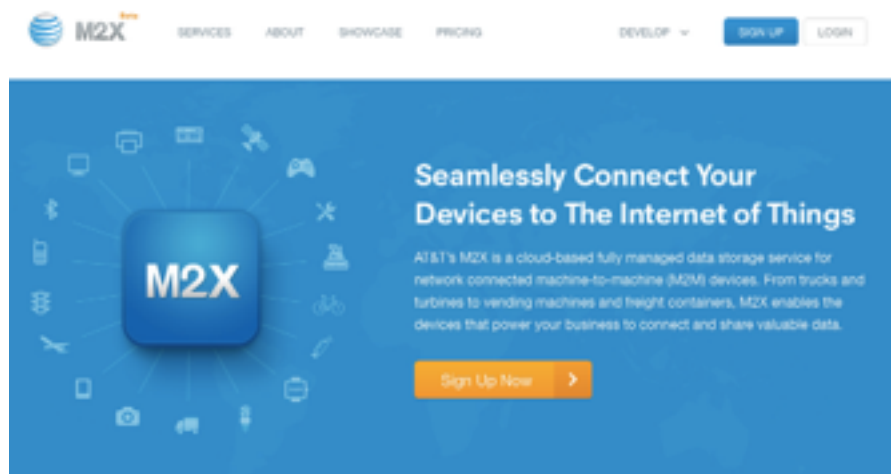 M2X Beta
SERVICES ABOUT SHOWCASE PRICING DEVELOP SIGN UP LOGIN
M2X
Seamlessly Connect Your
Devices to The Internet of Things
AT&T's M2X is a cloud-based fully managed data storage service for
network connected machine-to-machine (M2M) devices. From trucks and
turbines to vending machines and freight containers, M2X enables the
devices that power your business to connect and share valuable data.
Sign Up Now